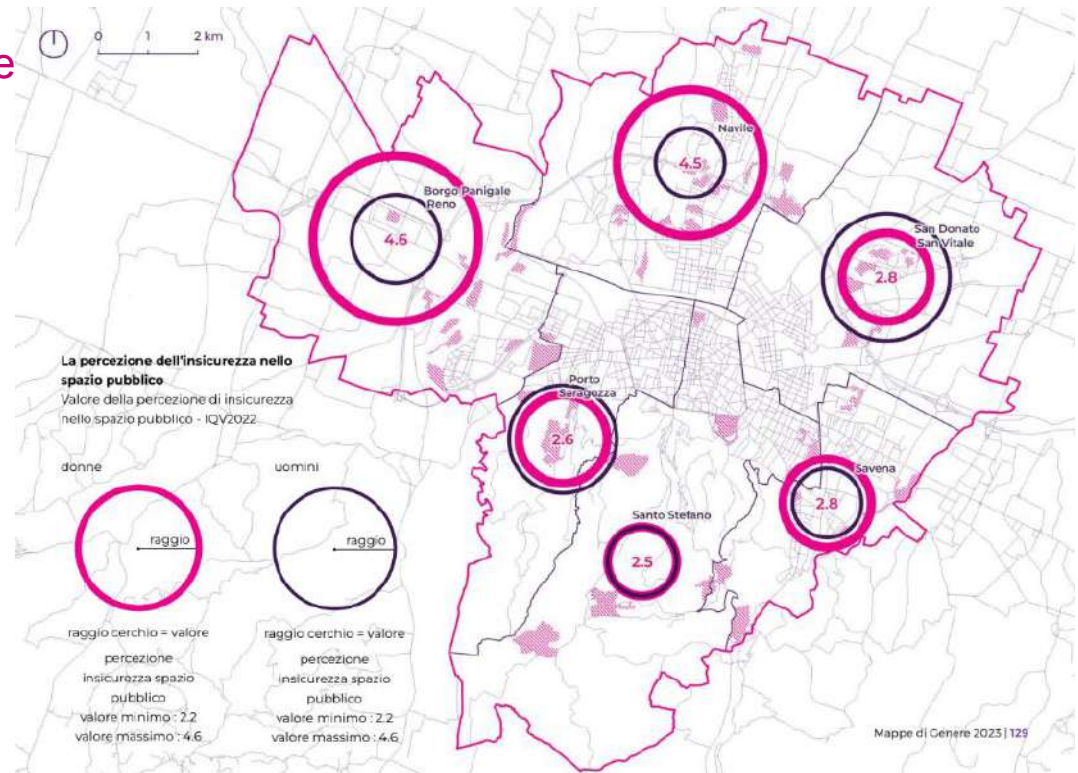 e
0 1 2 km
Navile
4.5
Borgo Panigale
Reno
4.6
San Donato
San Vitale
2.8
La percezione dell'insicurezza nello
spazio pubblico
Valore della percezione di insicurezza
nello spazio pubblico - IQV2022
Porto
Saragozza
2.6
Savena
2.8
Santo Stefano
2.5
donne
uomini
raggio
raggio
raggio cerchio = valore
percezione
insicurezza spazio
pubblico
valore minimo : 2.2
valore massimo : 4.6
raggio cerchio = valore
percezione
insicurezza spazio
pubblico
valore minimo : 2.2
valore massimo : 4.6
Mappe di Genere 2023 | 129